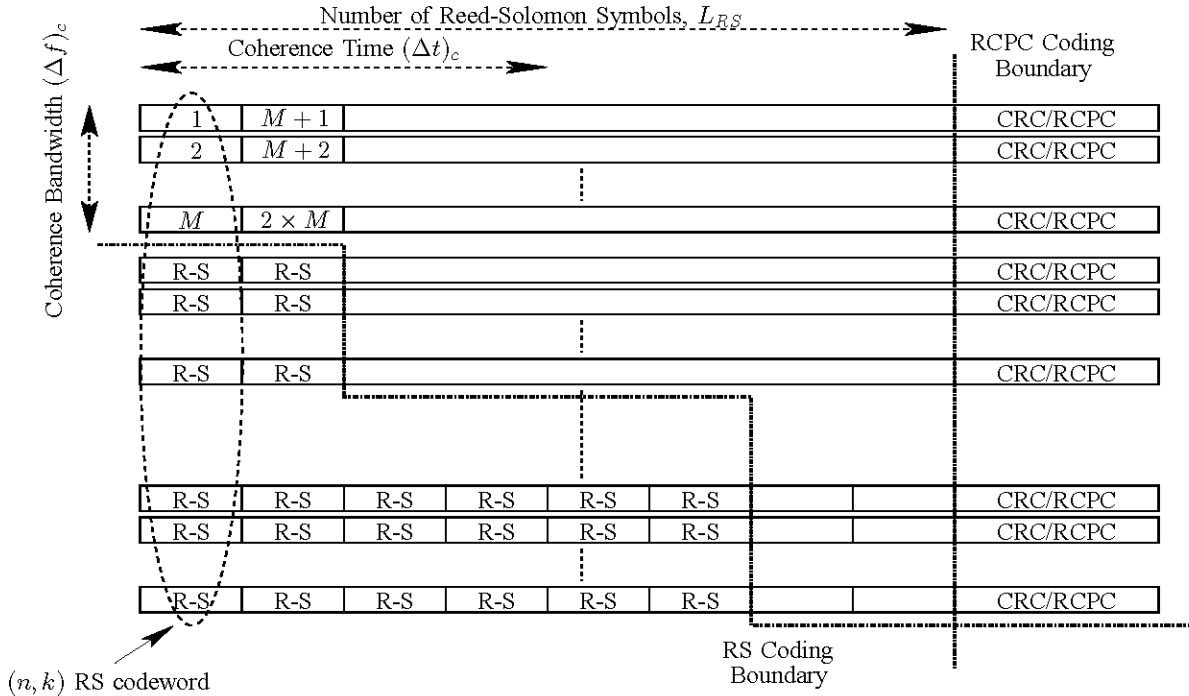 Number of Reed-Solomon Symbols, L_{RS}
Coherence Time (Δt)_c
RCPC Coding
Boundary
Coherence Bandwidth (Δf)_c
1 M + 1 CRC/RCPC
2 M + 2 CRC/RCPC
M 2 × M CRC/RCPC
R-S R-S CRC/RCPC
R-S R-S CRC/RCPC
R-S R-S CRC/RCPC
R-S R-S R-S R-S R-S R-S CRC/RCPC
R-S R-S R-S R-S R-S R-S CRC/RCPC
R-S R-S R-S R-S R-S R-S CRC/RCPC
RS Coding
Boundary
(n, k) RS codeword